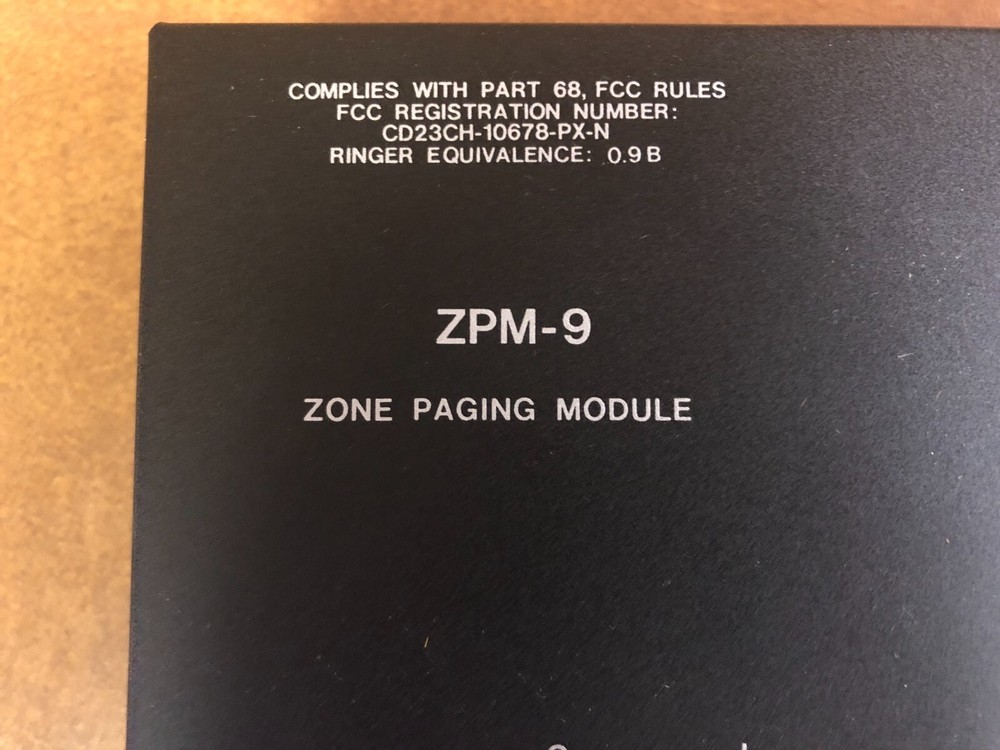 COMPLIES WITH PART 68, FCC RULES
FCC REGISTRATION NUMBER:
CD23CH-10678-PX-N
RINGER EQUIVALENCE: 0.9 B
ZPM-9
ZONE PAGING MODULE